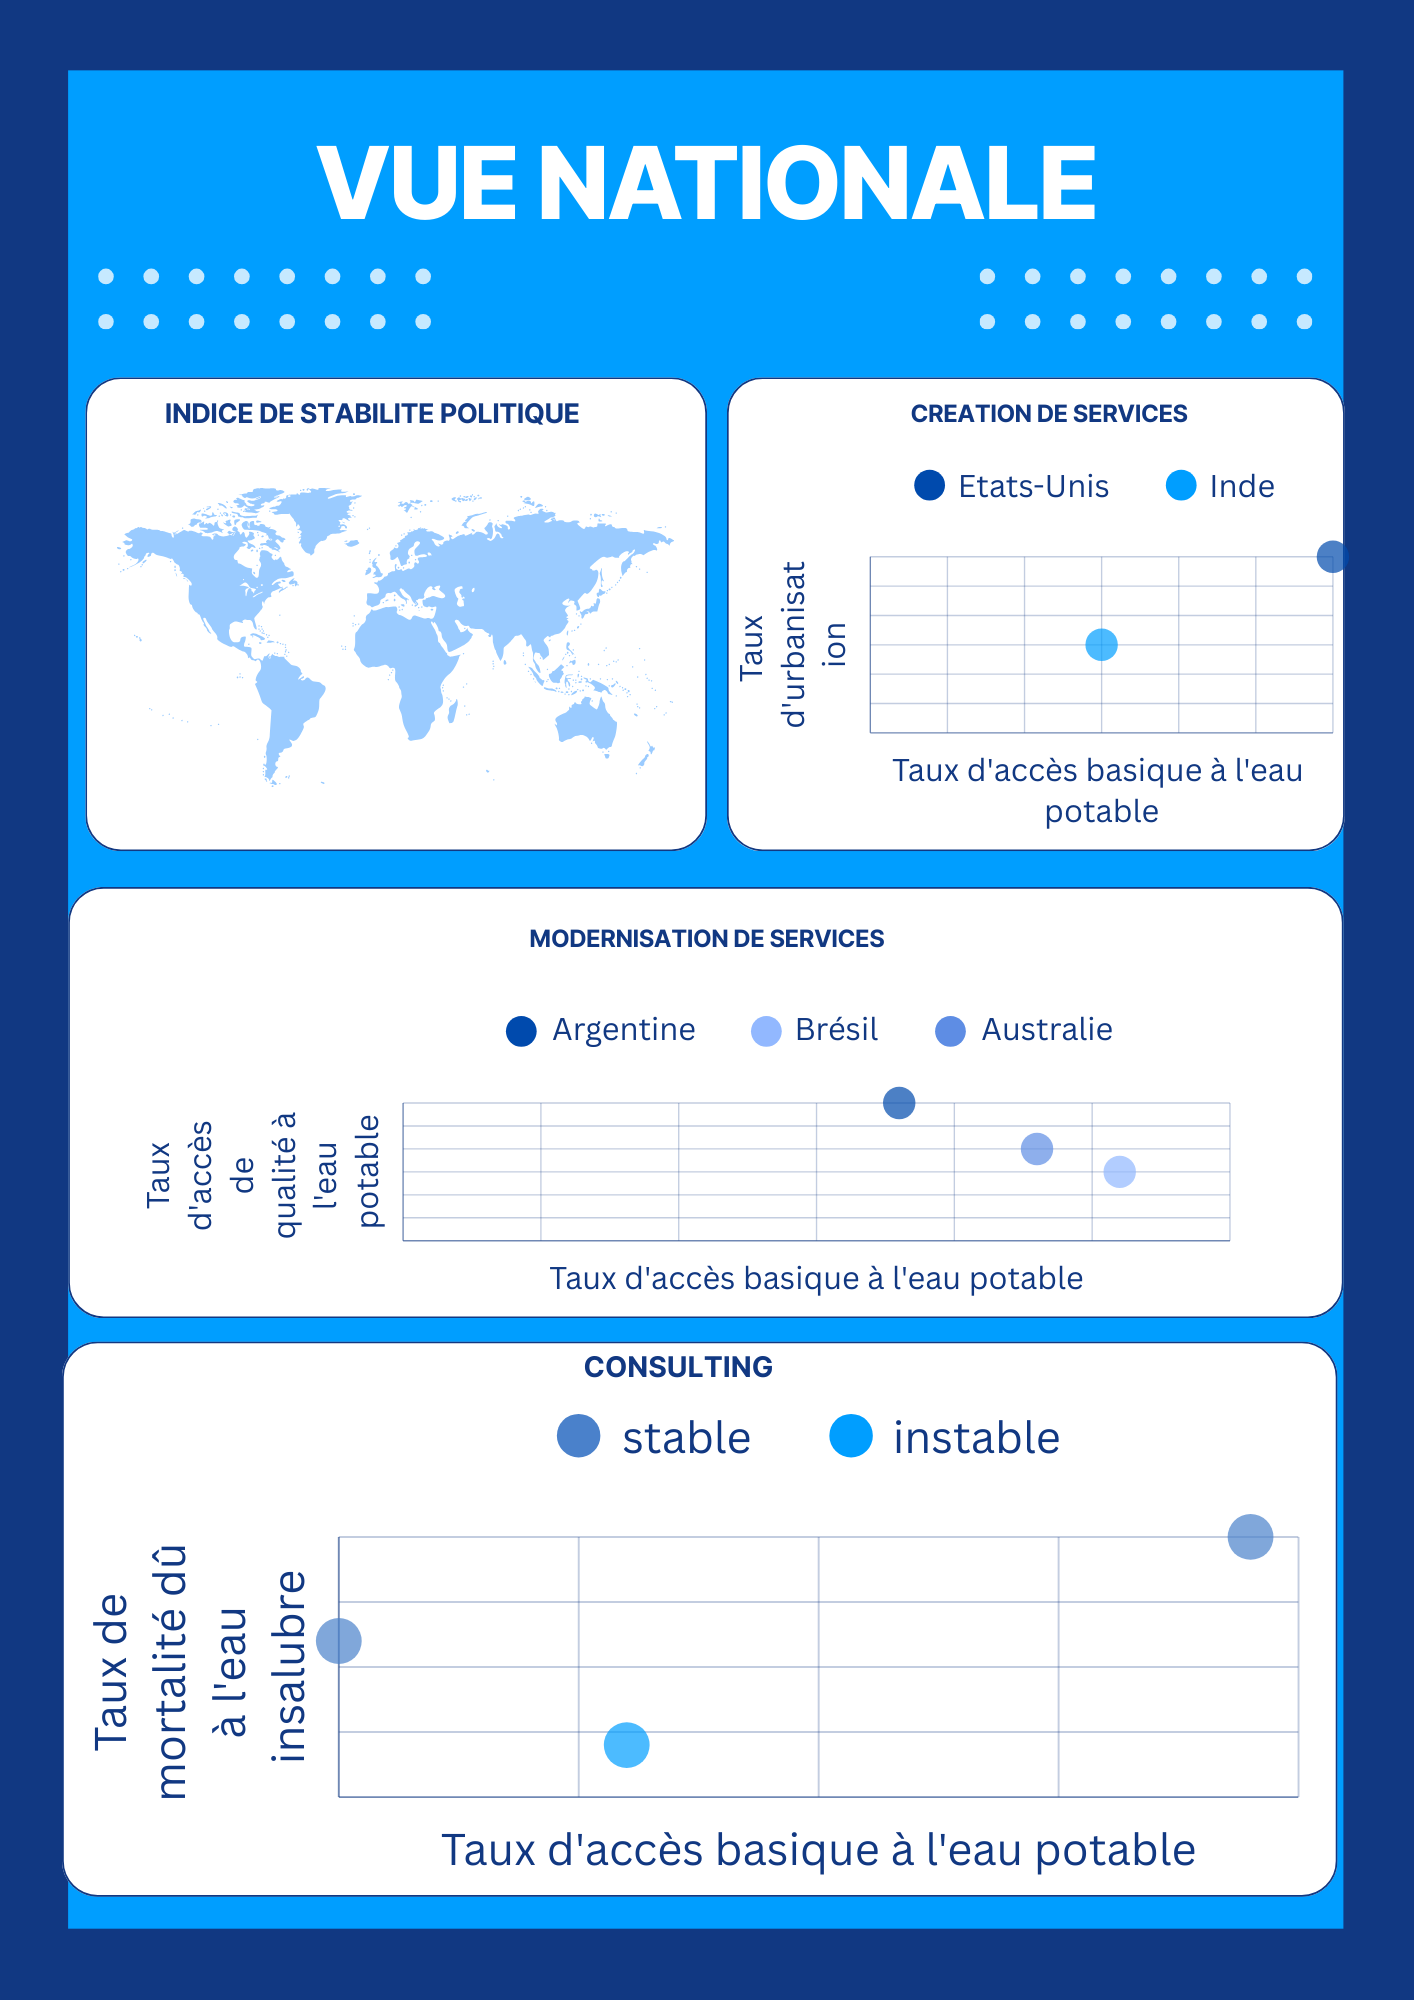 VUE NATIONALE
INDICE DE STABILITE POLITIQUE
CREATION DE SERVICES
Etats-Unis
Inde
Taux
d'urbanisat
ion
Taux d'accès basique à l'eau
potable
MODERNISATION DE SERVICES
Argentine
Brésil
Australie
Taux
d'accès
de
qualité à
l'eau
potable
Taux d'accès basique à l'eau potable
CONSULTING
stable
instable
Taux de
mortalité dû
à l'eau
insalubre
Taux d'accès basique à l'eau potable